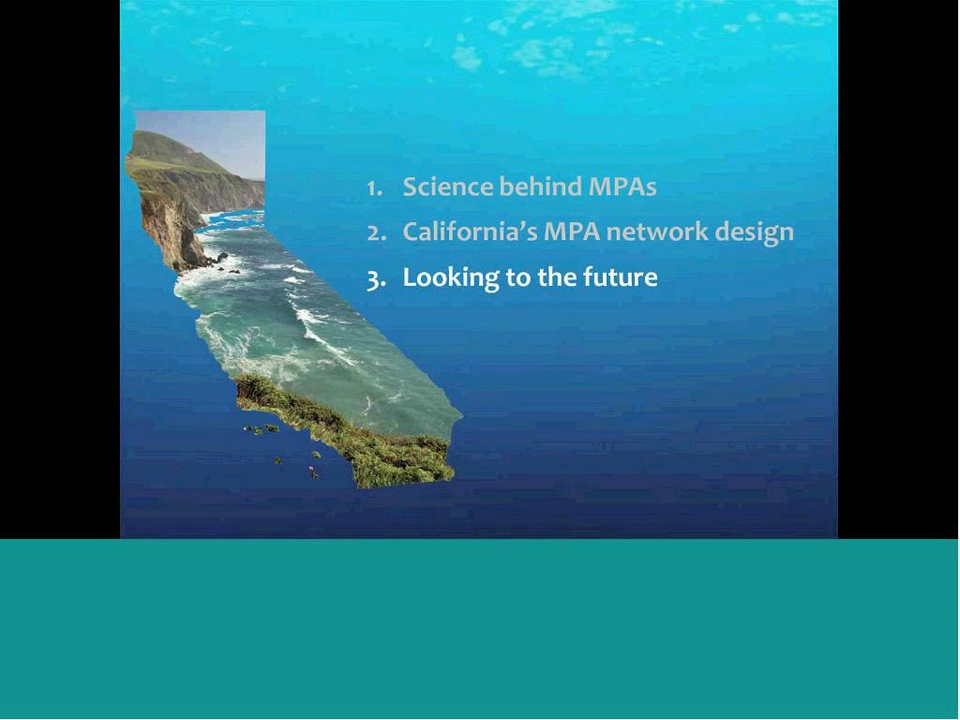 1. Science behind MPAs
2. California’s MPA network design
3. Looking to the future